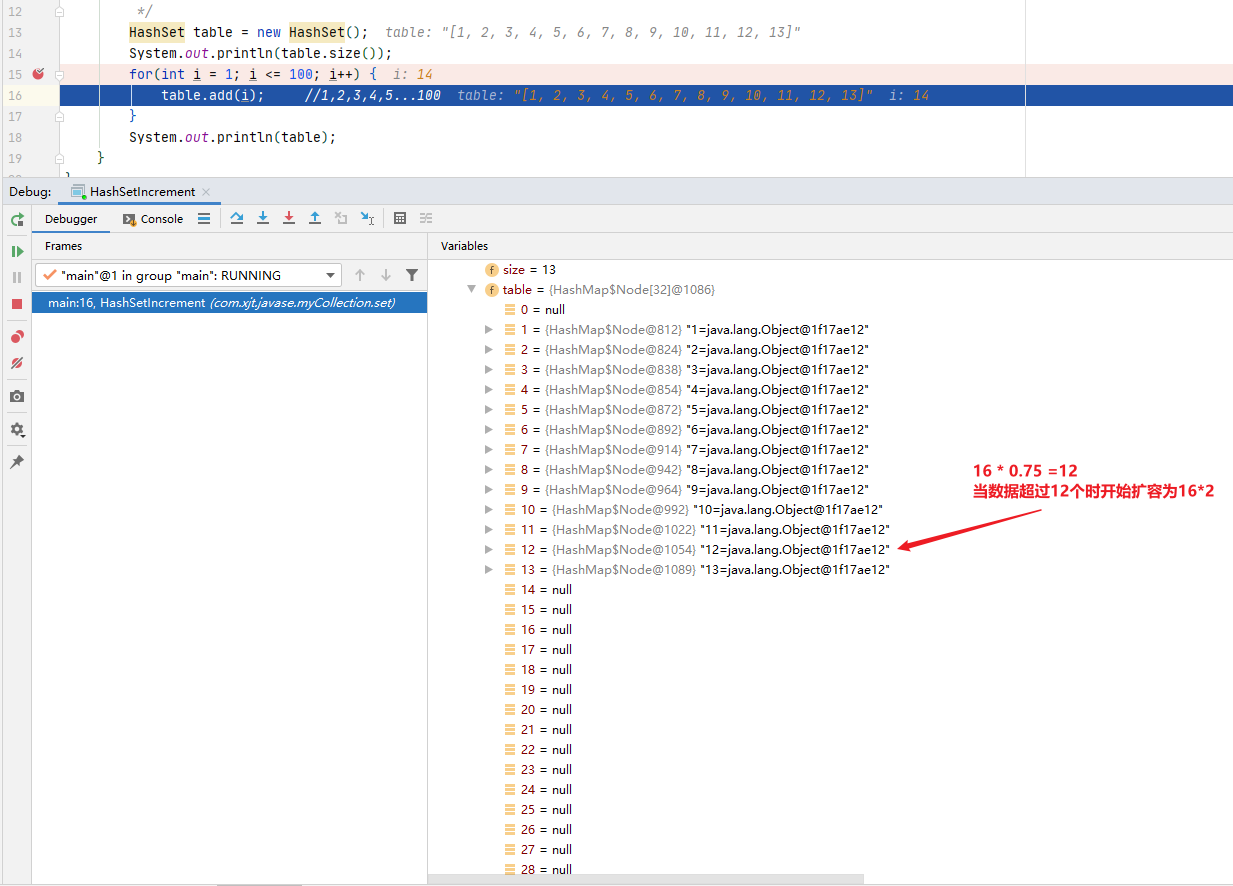 12 */
13 HashSet table = new HashSet(); table: "[1, 2, 3, 4, 5, 6, 7, 8, 9, 10, 11, 12, 13]"
14 System.out.println(table.size());
15 for(int i = 1; i <= 100; i++) { i: 14
16 table.add(i); //1,2,3,4,5...100 table: "[1, 2, 3, 4, 5, 6, 7, 8, 9, 10, 11, 12, 13]" i: 14
17 }
18 System.out.println(table);
19 }
Debug: HashSetIncrement
Debugger Console
Frames
Variables
"main"@1 in group "main": RUNNING
main:16, HashSetIncrement (com.xjt.javase.myCollection.set)
size = 13
table = {HashMap$Node[32]@1086}
0 = null
1 = {HashMap$Node@812} "1=java.lang.Object@1f17ae12"
2 = {HashMap$Node@824} "2=java.lang.Object@1f17ae12"
3 = {HashMap$Node@838} "3=java.lang.Object@1f17ae12"
4 = {HashMap$Node@854} "4=java.lang.Object@1f17ae12"
5 = {HashMap$Node@872} "5=java.lang.Object@1f17ae12"
6 = {HashMap$Node@892} "6=java.lang.Object@1f17ae12"
7 = {HashMap$Node@914} "7=java.lang.Object@1f17ae12"
8 = {HashMap$Node@942} "8=java.lang.Object@1f17ae12"
9 = {HashMap$Node@964} "9=java.lang.Object@1f17ae12"
10 = {HashMap$Node@992} "10=java.lang.Object@1f17ae12"
11 = {HashMap$Node@1022} "11=java.lang.Object@1f17ae12"
12 = {HashMap$Node@1054} "12=java.lang.Object@1f17ae12"
13 = {HashMap$Node@1089} "13=java.lang.Object@1f17ae12"
14 = null
15 = null
16 = null
17 = null
18 = null
19 = null
20 = null
21 = null
22 = null
23 = null
24 = null
25 = null
26 = null
27 = null
28 = null
16 * 0.75 =12
当数据超过12个时开始扩容为16*2